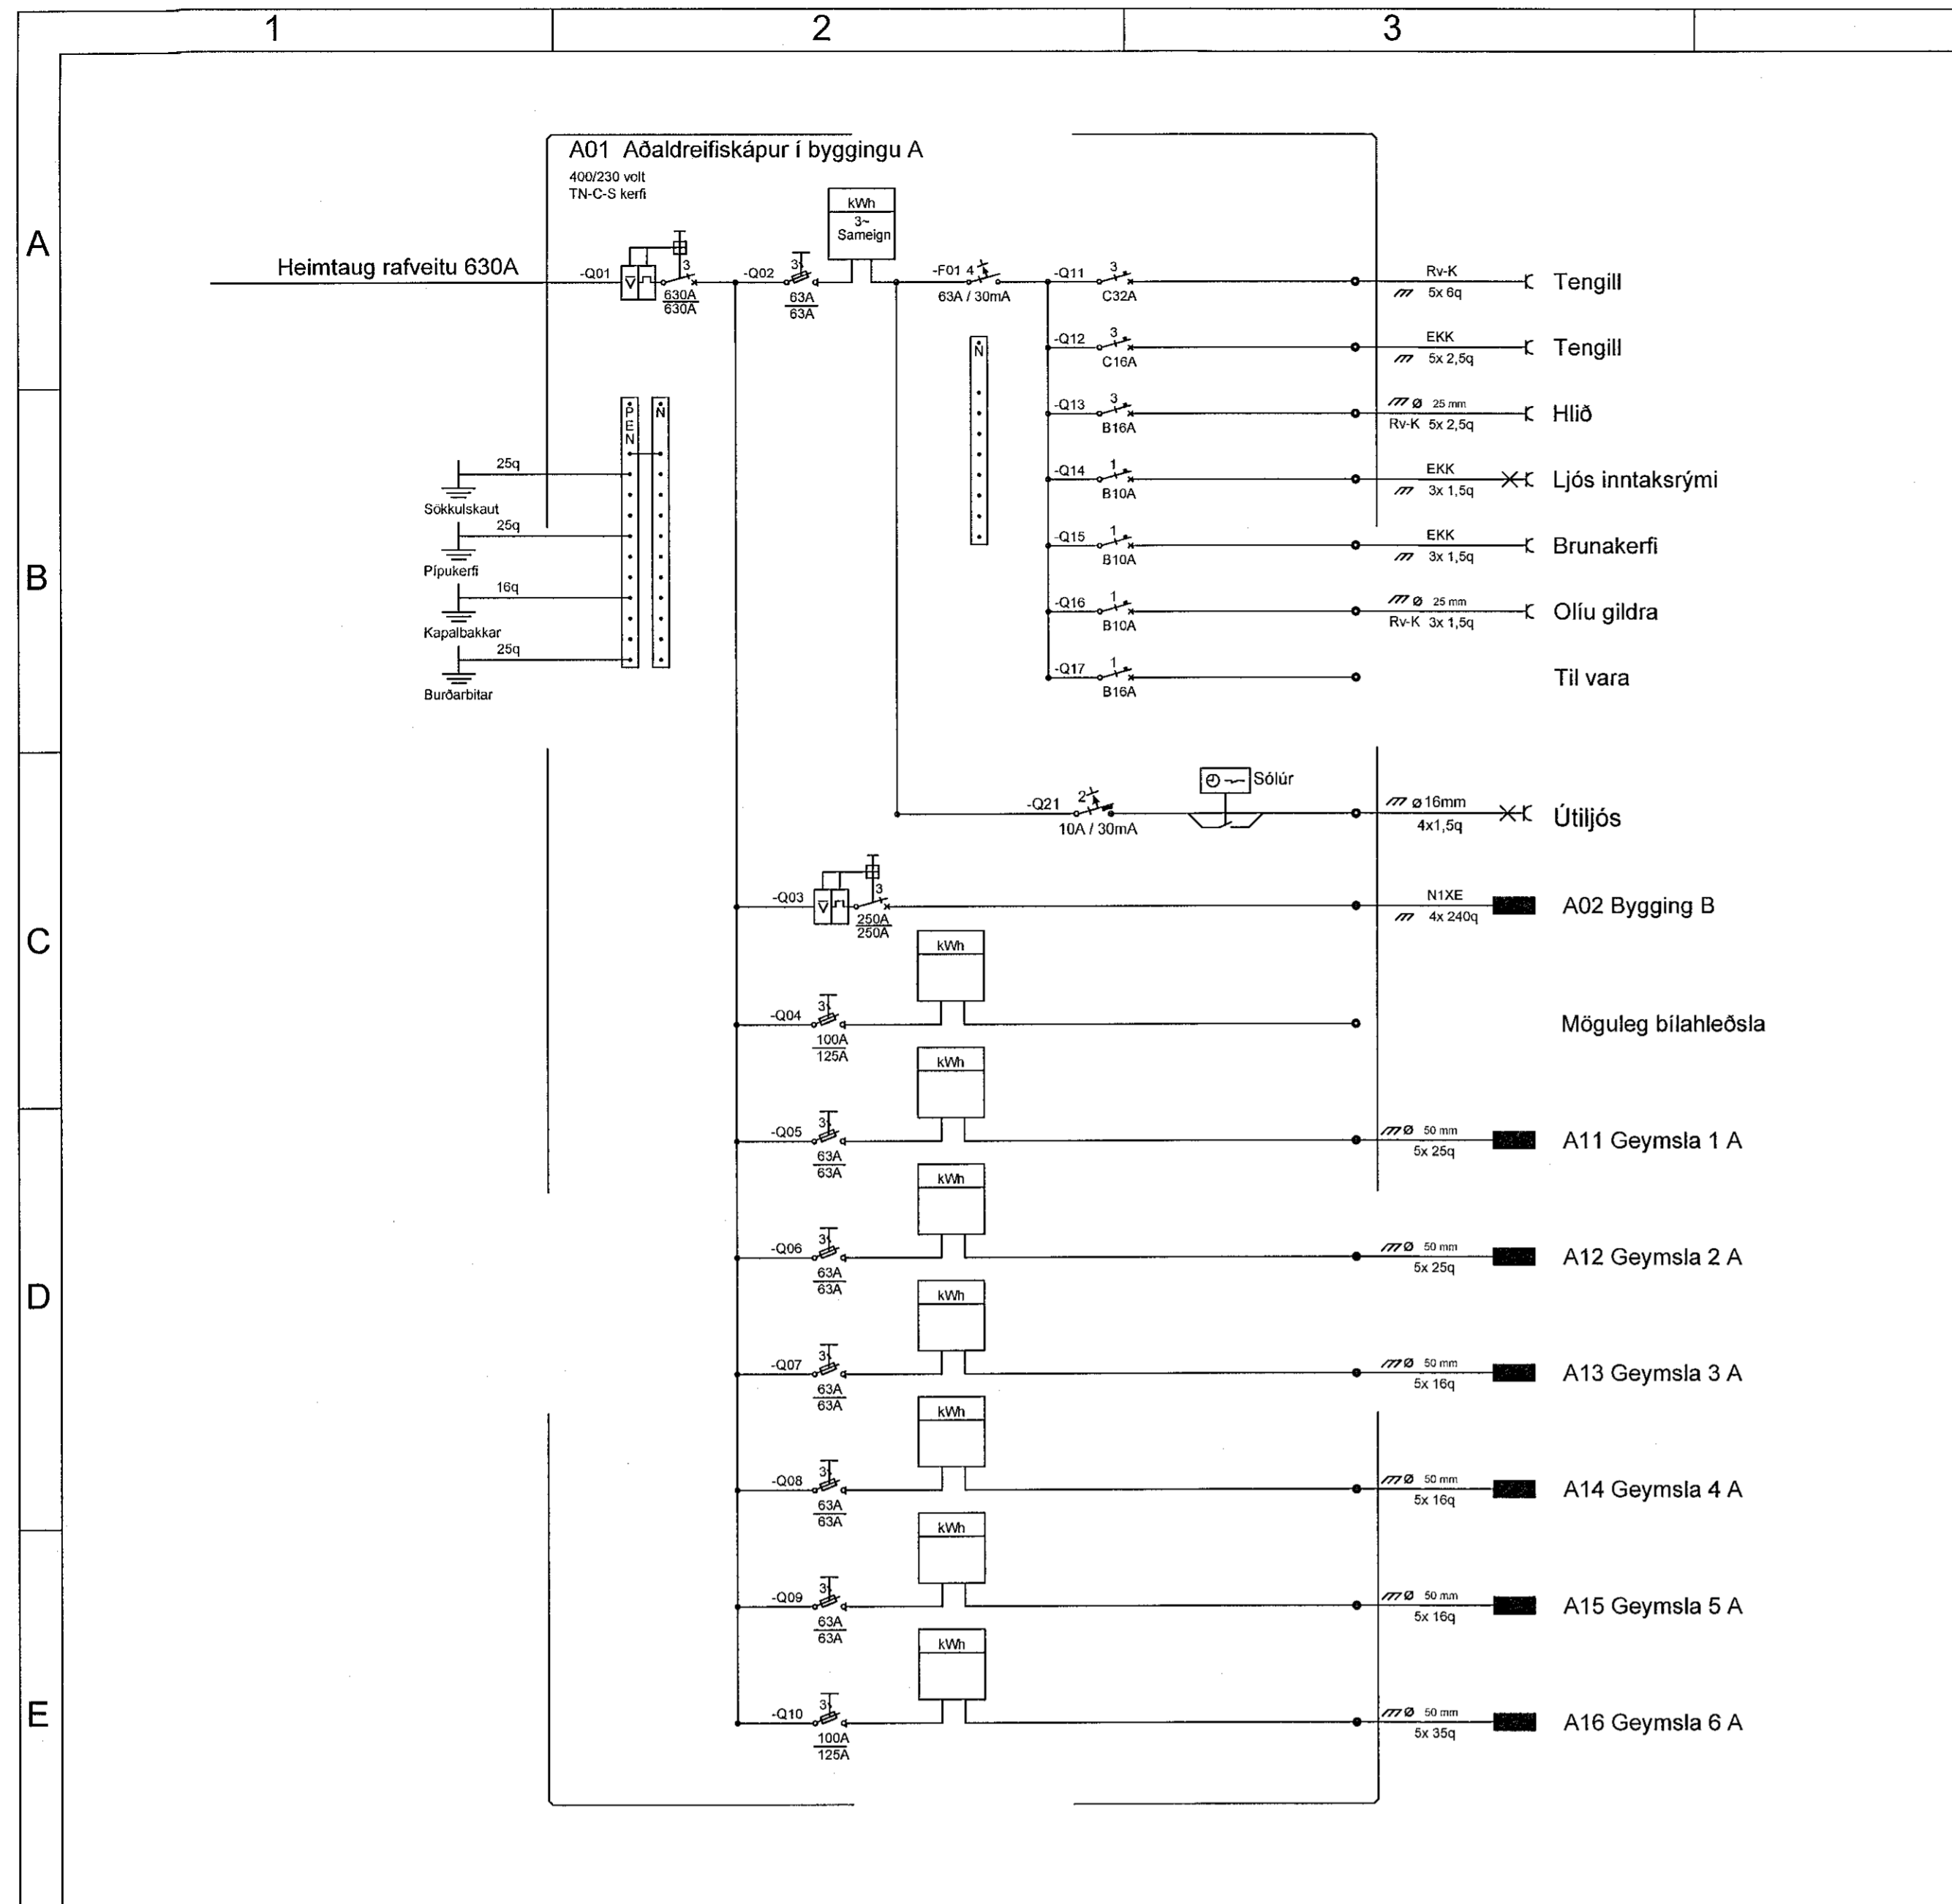 1 2 3
A01 Aðaldreifiskápur í byggingu A
400/230 volt
TN-C-S kerfi
kWh
3~
Sameign
A
Heimtaug rafveitu 630A
-Q01
3
630A
630A
-Q02
3
63A
63A
-F01 4
63A / 30mA
-Q11
3
C32A
Rv-K
5x 6q
Tengill
N
-Q12
3
C16A
EKK
5x 2,5q
Tengill
PEN
N
-Q13
3
B16A
Ø 25 mm
Rv-K 5x 2,5q
Hlið
25q
Sökkulskaut
-Q14
1
B10A
EKK
3x 1,5q
Ljós inntaksrými
25q
Pípukerfi
-Q15
1
B10A
EKK
3x 1,5q
Brunakerfi
B
16q
Kapalbakkar
-Q16
1
B10A
Ø 25 mm
Rv-K 3x 1,5q
Olíu gildra
25q
Burðarbitar
-Q17
1
B16A
Til vara
Sólúr
-Q21
2
10A / 30mA
ø16mm
4x1,5q
Útiljós
-Q03
3
250A
250A
N1XE
4x 240q
A02 Bygging B
C
kWh
-Q04
3
100A
125A
Möguleg bílahleðsla
kWh
-Q05
3
63A
63A
Ø 50 mm
5x 25q
A11 Geymsla 1 A
kWh
-Q06
3
63A
63A
Ø 50 mm
5x 25q
A12 Geymsla 2 A
D
kWh
-Q07
3
63A
63A
Ø 50 mm
5x 16q
A13 Geymsla 3 A
kWh
-Q08
3
63A
63A
Ø 50 mm
5x 16q
A14 Geymsla 4 A
kWh
-Q09
3
63A
63A
Ø 50 mm
5x 16q
A15 Geymsla 5 A
E
kWh
-Q10
3
100A
125A
Ø 50 mm
5x 35q
A16 Geymsla 6 A